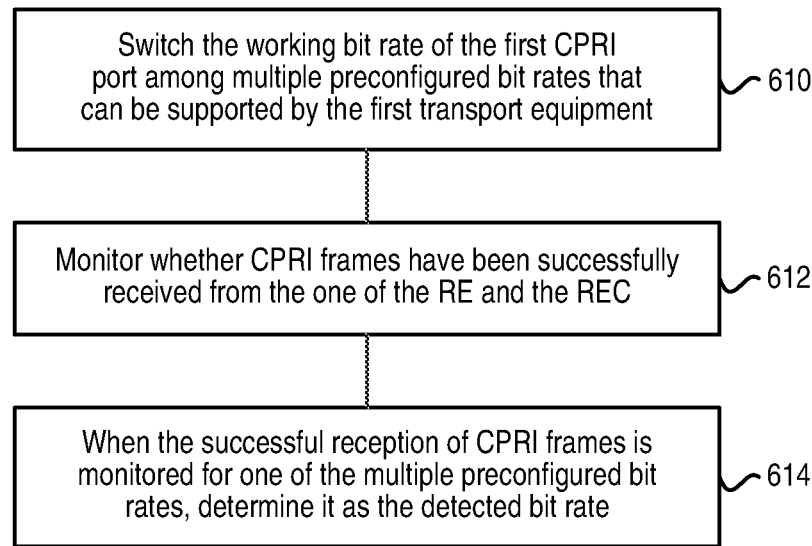 Switch the working bit rate of the first CPRI
port among multiple preconfigured bit rates that
can be supported by the first transport equipment
610
Monitor whether CPRI frames have been successfully
received from the one of the RE and the REC
612
When the successful reception of CPRI frames is
monitored for one of the multiple preconfigured bit
rates, determine it as the detected bit rate
614